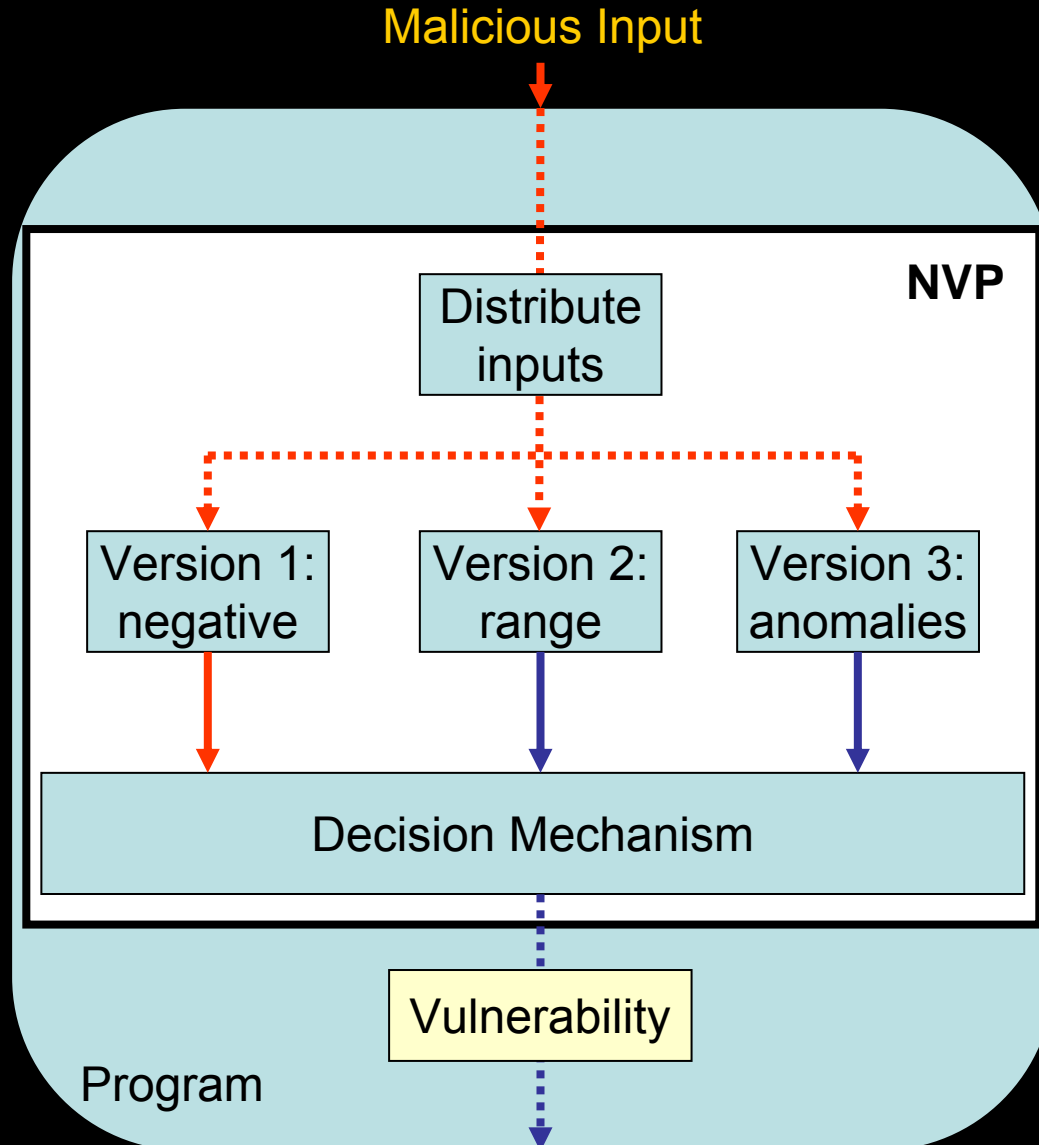 Malicious Input
NVP
Distribute
inputs
Version 1:
negative
Version 2:
range
Version 3:
anomalies
Decision Mechanism
Vulnerability
Program